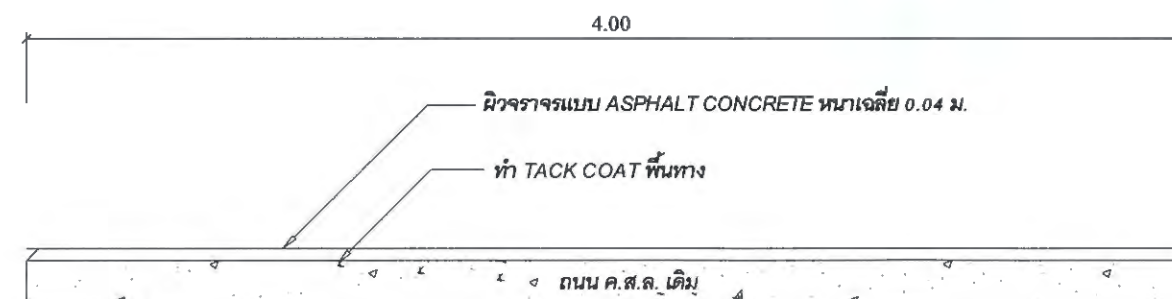 4.00
ผิวจราจรแบบ ASPHALT CONCRETE หนาเฉลี่ย 0.04 ม.
ทำ TACK COAT พื้นทาง
ถนน ค.ส.ล. เดิม